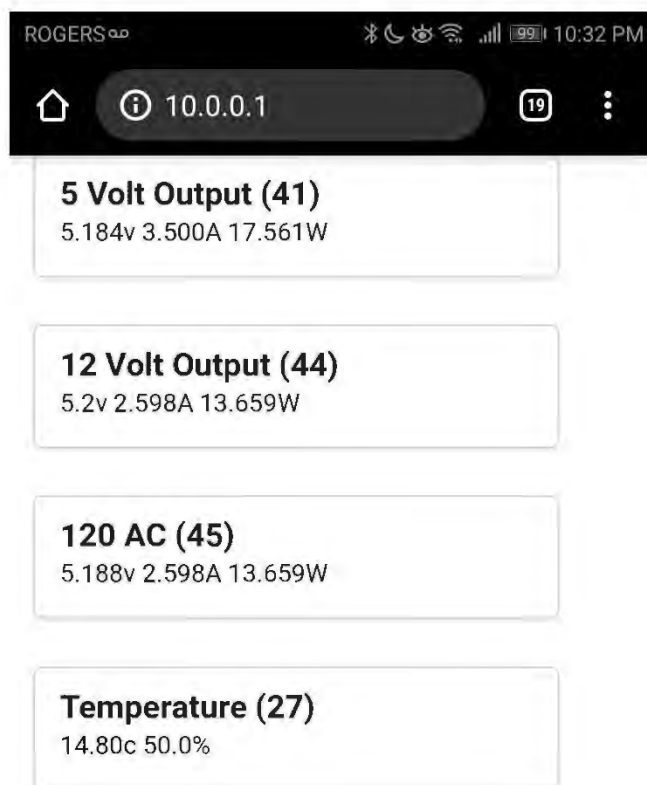 ROGERS 99 10:32 PM
10.0.0.1 19
5 Volt Output (41)
5.184v 3.500A 17.561W
12 Volt Output (44)
5.2v 2.598A 13.659W
120 AC (45)
5.188v 2.598A 13.659W
Temperature (27)
14.80c 50.0%